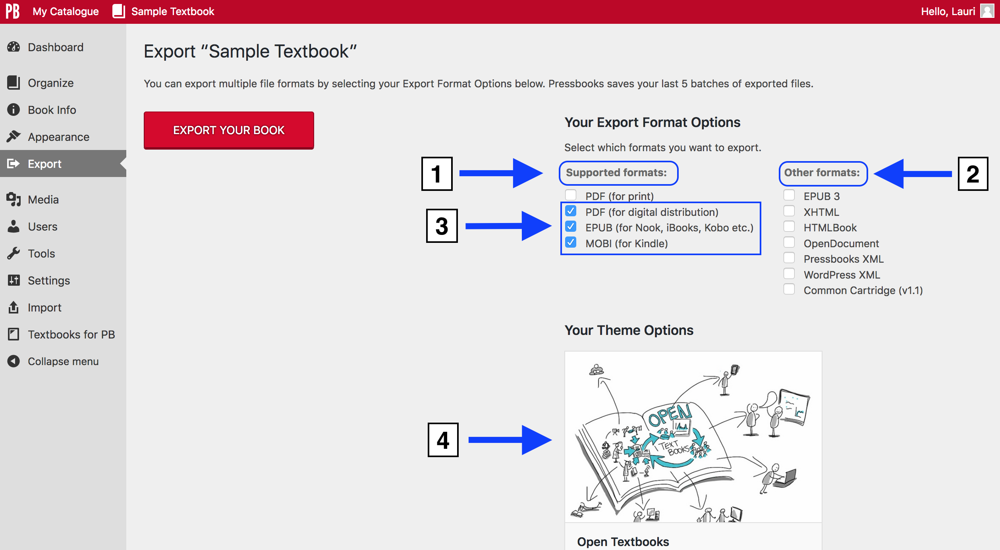 PB My Catalogue Sample Textbook Hello, Lauri
Dashboard
Organize
Book Info
Appearance
Export
Media
Users
Tools
Settings
Import
Textbooks for PB
Collapse menu
Export “Sample Textbook”
You can export multiple file formats by selecting your Export Format Options below. Pressbooks saves your last 5 batches of exported files.
EXPORT YOUR BOOK
Your Export Format Options
Select which formats you want to export.
1
Supported formats:
PDF (for print)
3
PDF (for digital distribution)
EPUB (for Nook, iBooks, Kobo etc.)
MOBI (for Kindle)
Other formats:
2
EPUB 3
XHTML
HTMLBook
OpenDocument
Pressbooks XML
WordPress XML
Common Cartridge (v1.1)
Your Theme Options
4
OPEN
TEXT
BOOKS
Open Textbooks